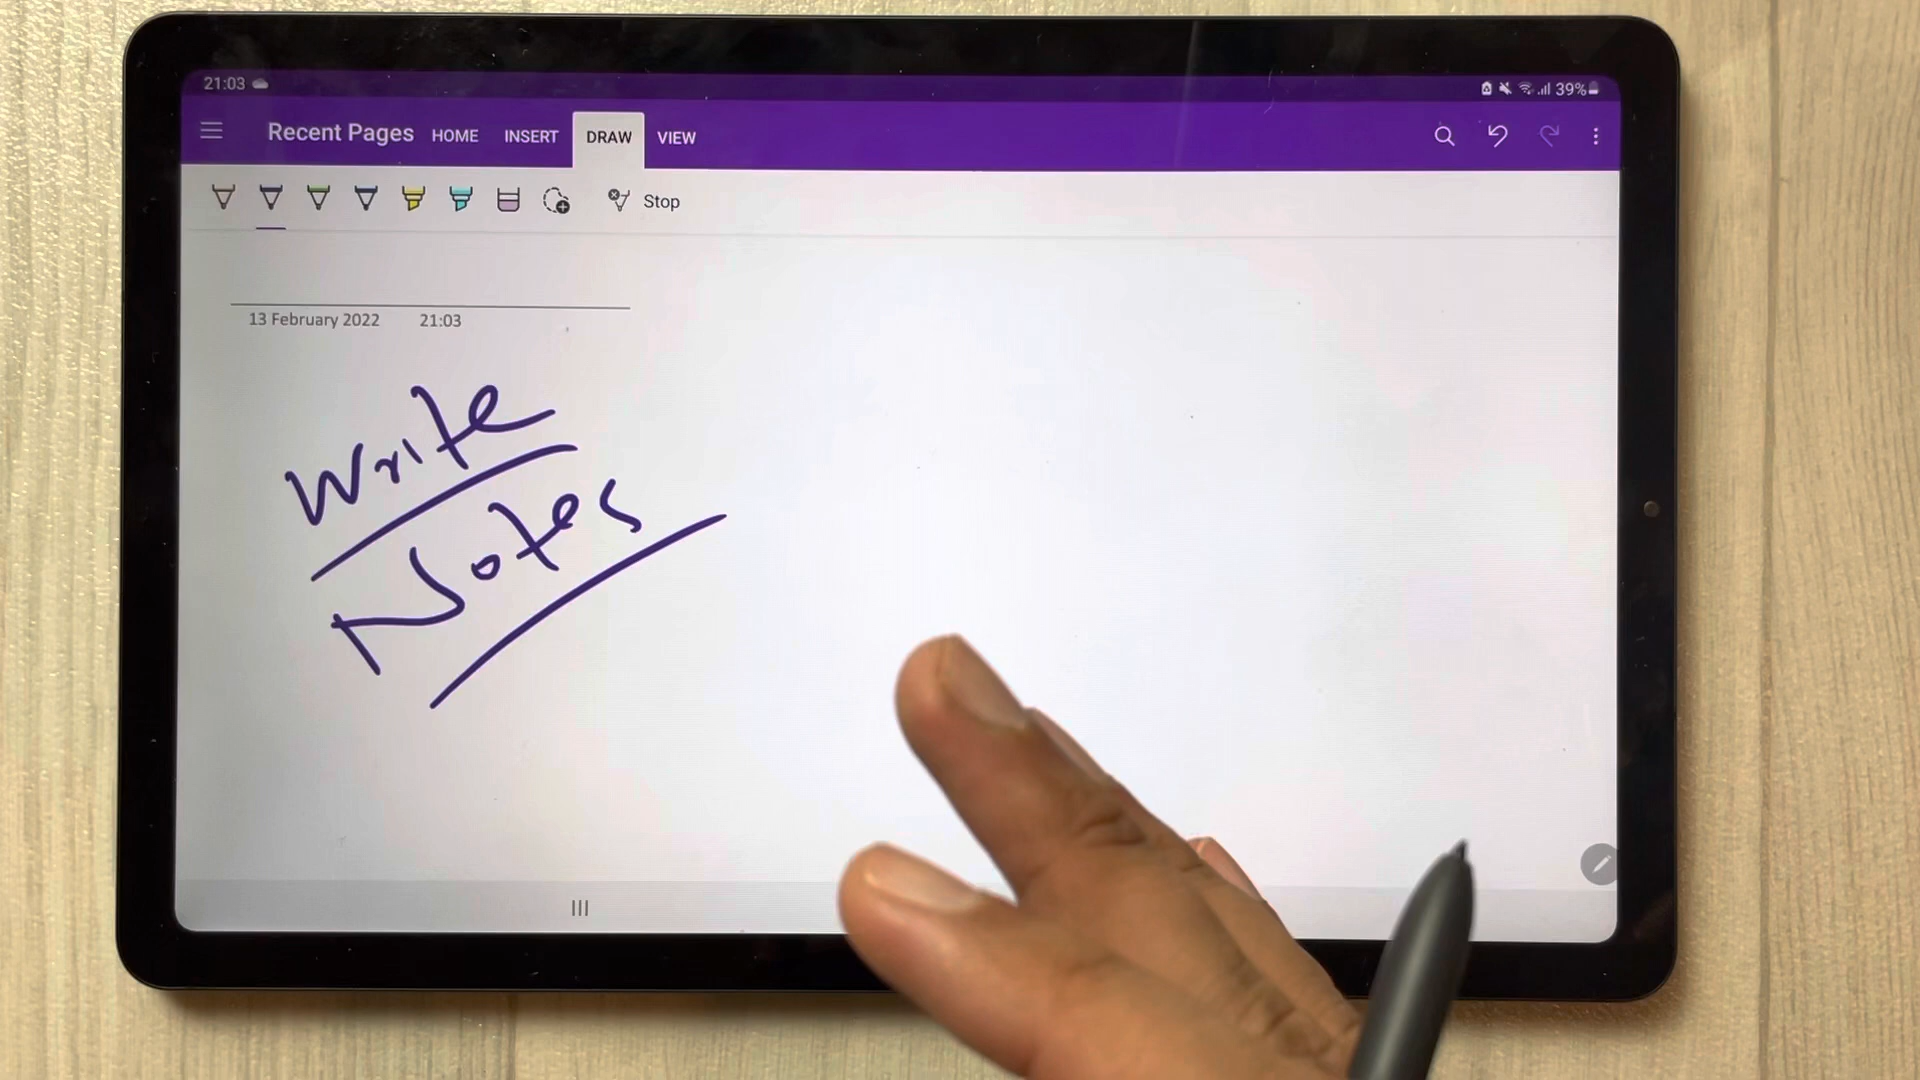 21:03 39%
Recent Pages HOME INSERT DRAW VIEW
Stop
13 February 2022 21:03
Write
Notes